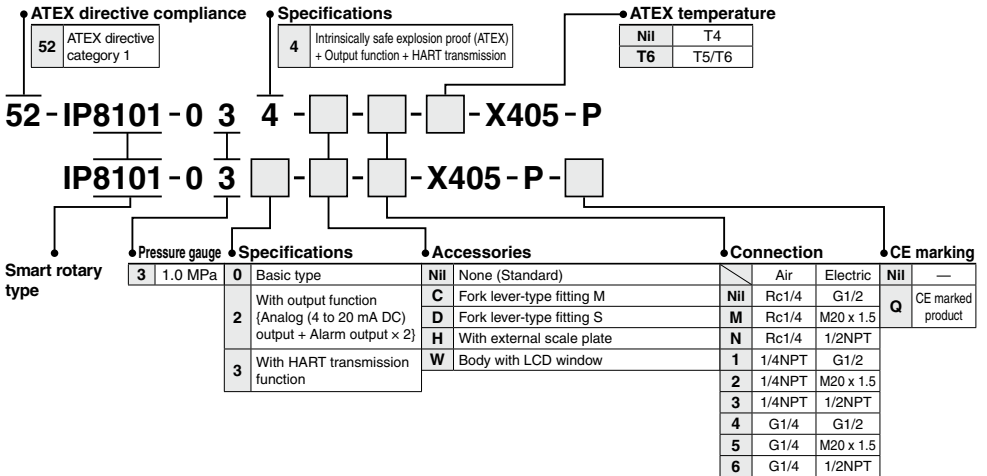 ATEX directive compliance
52 ATEX directive category 1
Specifications
4 Intrinsically safe explosion proof (ATEX) + Output function + HART transmission
ATEX temperature
Nil T4
T6 T5/T6
52-IP8101-0 3 4 - - - -X405-P
IP8101-0 3 - - -X405-P-
Smart rotary type
Pressure gauge
3 1.0 MPa
Specifications
0 Basic type
2 With output function {Analog (4 to 20 mA DC) output + Alarm output × 2}
3 With HART transmission function
Accessories
Nil None (Standard)
C Fork lever-type fitting M
D Fork lever-type fitting S
H With external scale plate
W Body with LCD window
Connection
Air Electric
Nil Rc1/4 G1/2
M Rc1/4 M20 x 1.5
N Rc1/4 1/2NPT
1 1/4NPT G1/2
2 1/4NPT M20 x 1.5
3 1/4NPT 1/2NPT
4 G1/4 G1/2
5 G1/4 M20 x 1.5
6 G1/4 1/2NPT
CE marking
Nil —
Q CE marked product